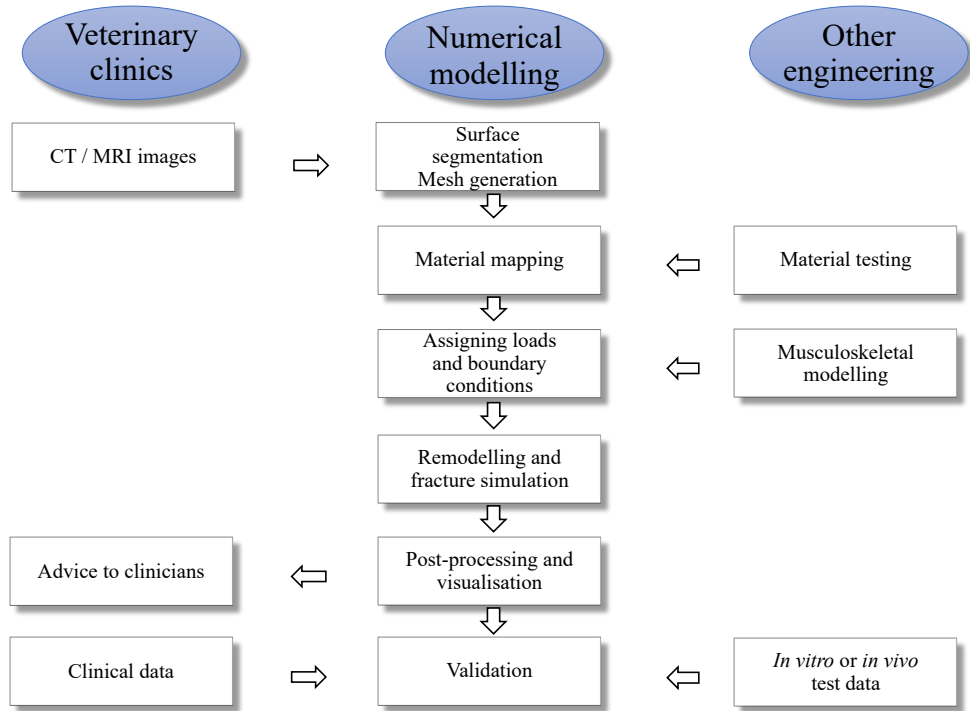 Veterinary
clinics
Numerical
modelling
Other
engineering
CT / MRI images
Surface
segmentation
Mesh generation
Material mapping
Material testing
Assigning loads
and boundary
conditions
Musculoskeletal
modelling
Remodelling and
fracture simulation
Advice to clinicians
Post-processing and
visualisation
Clinical data
Validation
In vitro or in vivo
test data